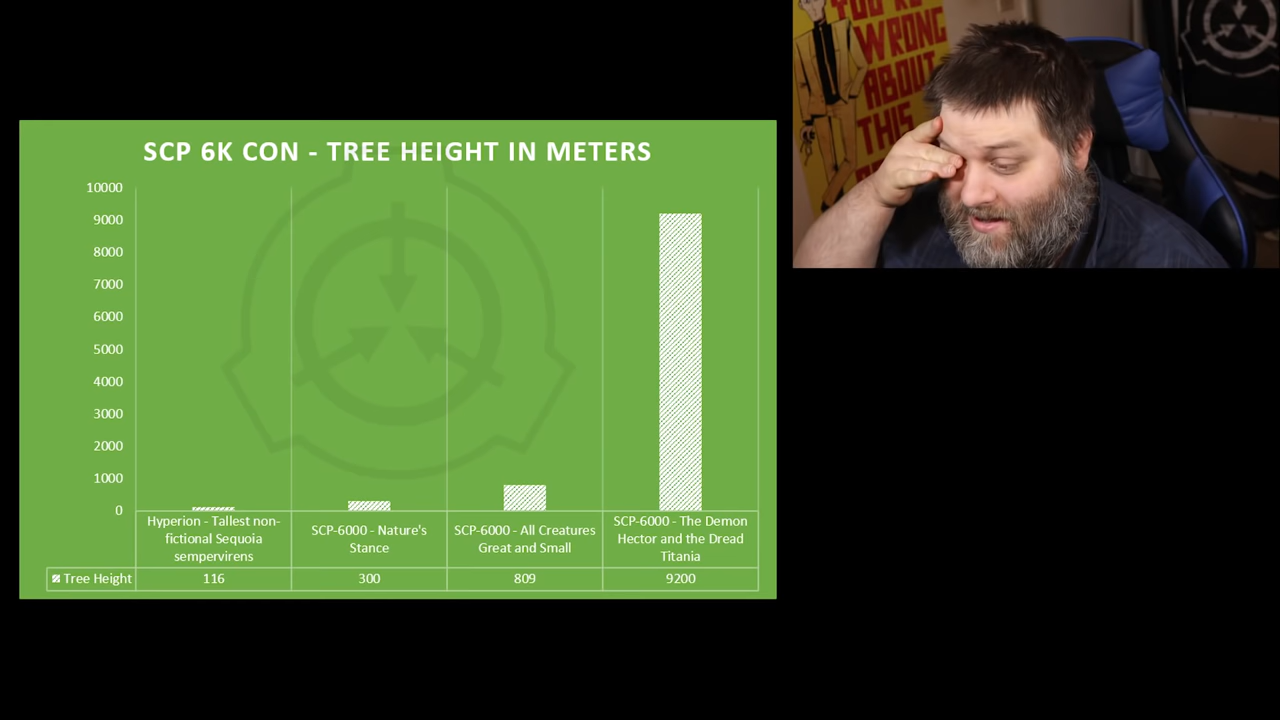 SCP 6K CON - TREE HEIGHT IN METERS
10000
9000
8000
7000
6000
5000
4000
3000
2000
1000
0
Hyperion - Tallest non-
fictional Sequoia
sempervirens
SCP-6000 - Nature's
Stance
SCP-6000 - All Creatures
Great and Small
SCP-6000 - The Demon
Hector and the Dread
Titania
Tree Height 116 300 809 9200
YOU'RE
WRONG
ABOUT
THIS